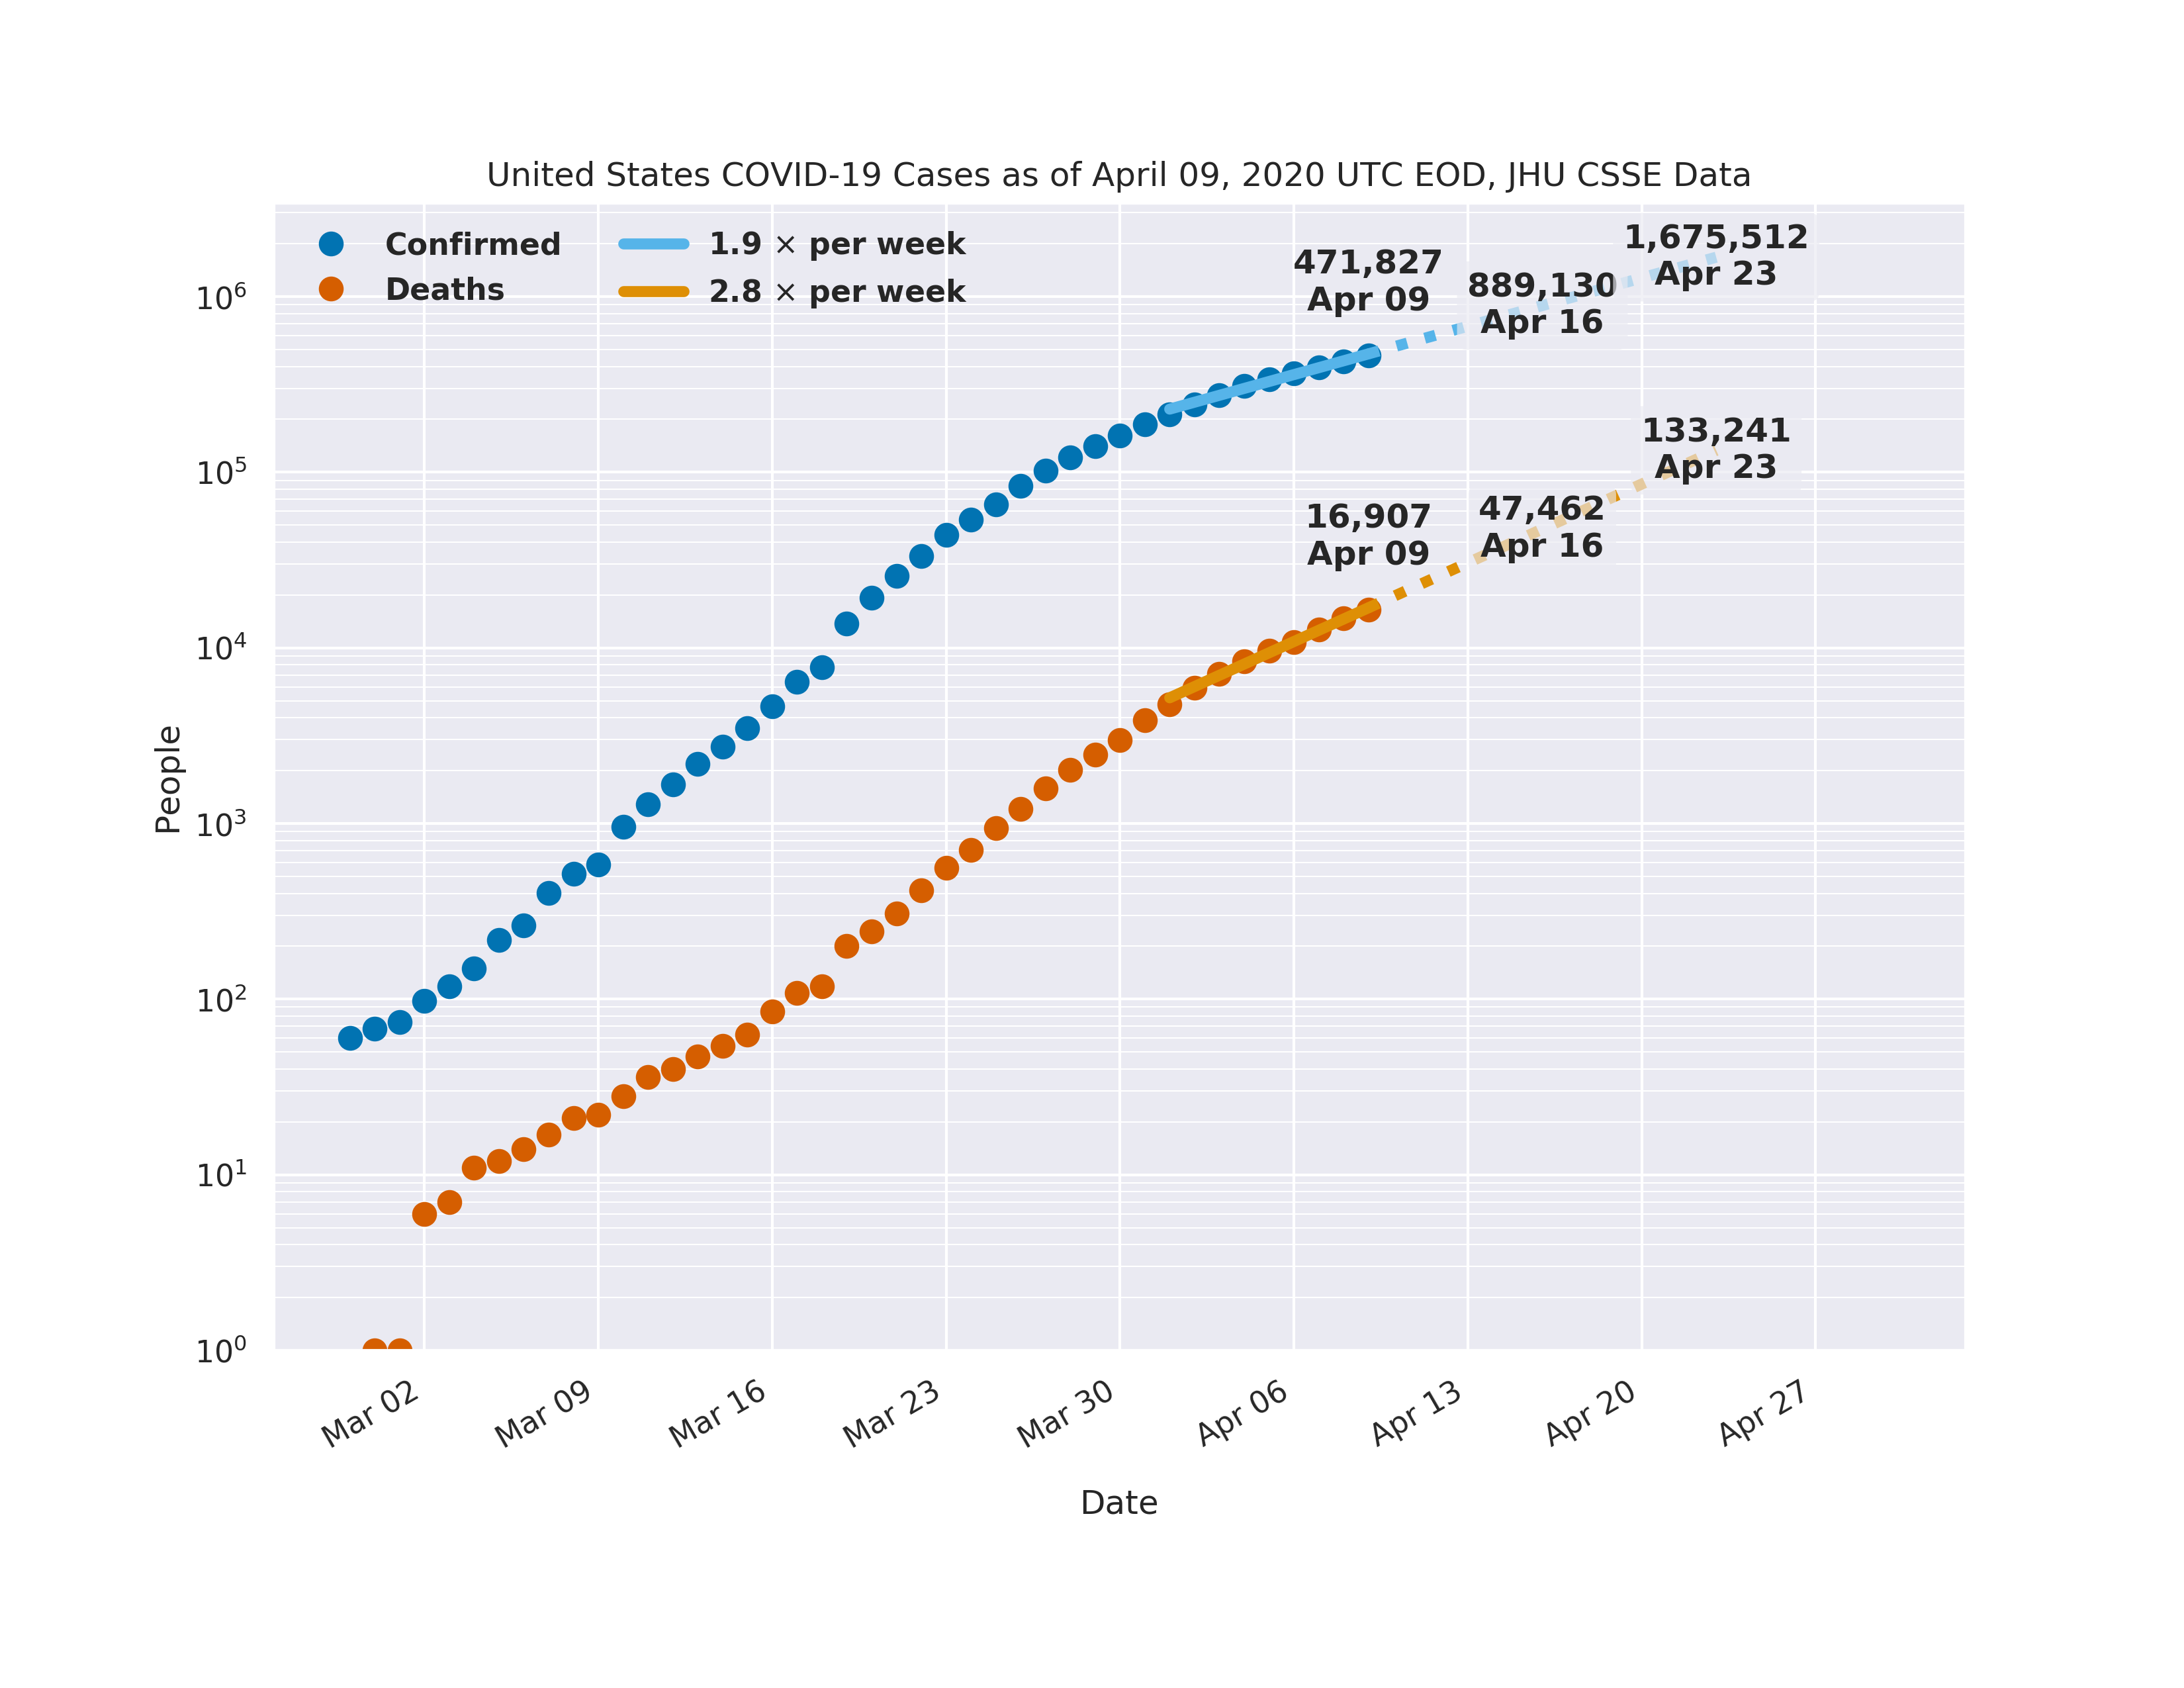 United States COVID-19 Cases as of April 09, 2020 UTC EOD, JHU CSSE Data
Confirmed
Deaths
1.9 × per week
2.8 × per week
471,827
Apr 09
889,130
Apr 16
1,675,512
Apr 23
16,907
Apr 09
47,462
Apr 16
133,241
Apr 23
People
10⁶
10⁵
10⁴
10³
10²
10¹
10⁰
Mar 02
Mar 09
Mar 16
Mar 23
Mar 30
Apr 06
Apr 13
Apr 20
Apr 27
Date